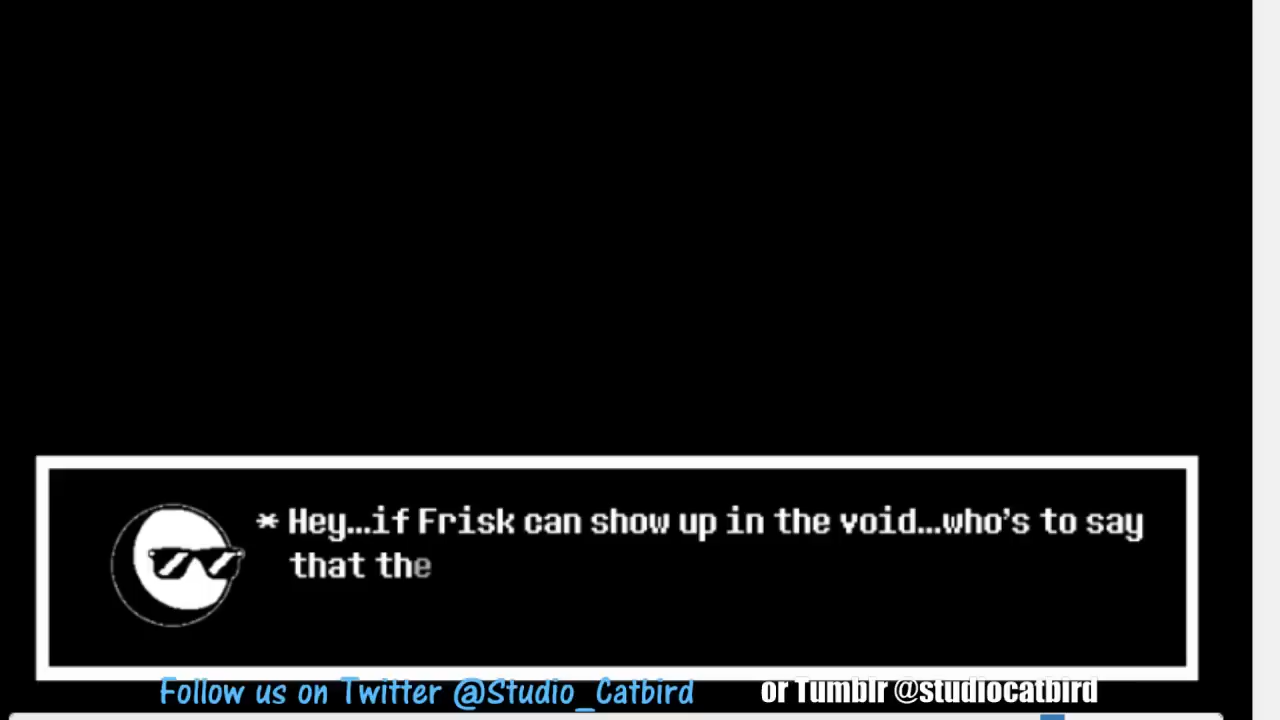 * Hey...if Frisk can show up in the void...who's to say
that the
Follow us on Twitter @Studio_Catbird or Tumblr @studiocatbird